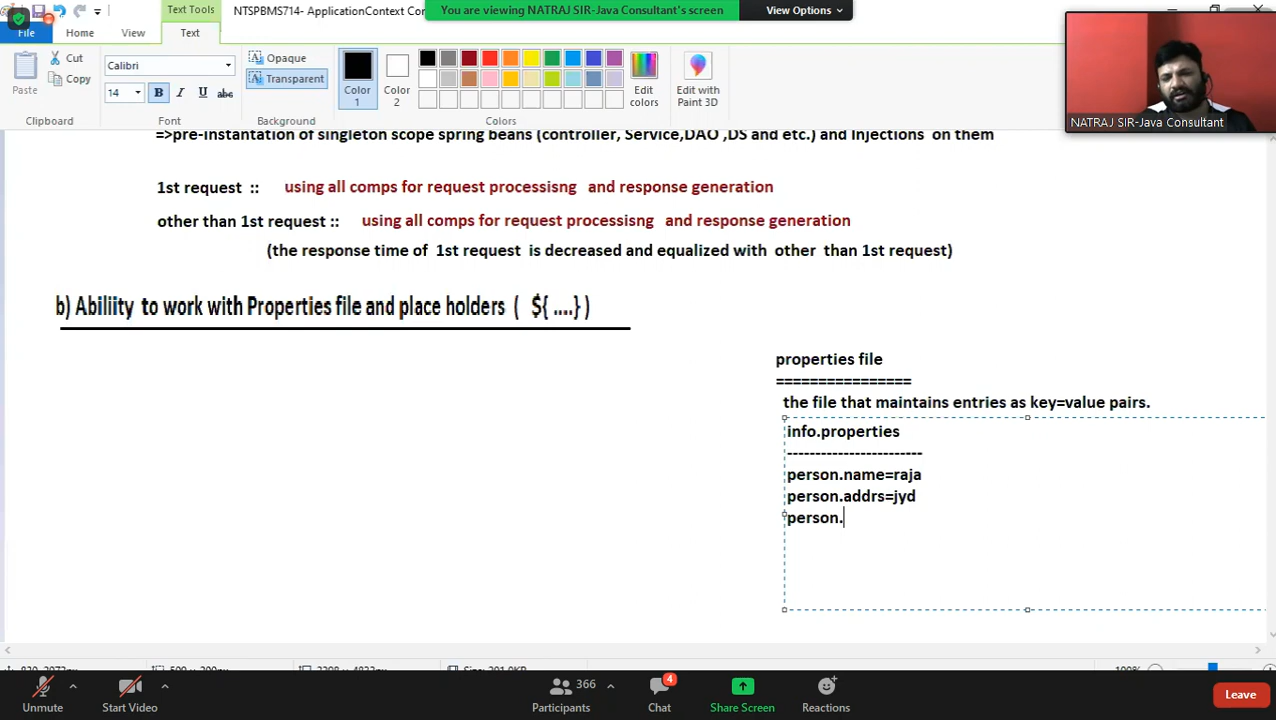 Text Tools
NTSPBMS714- ApplicationContext Co
You are viewing NATRAJ SIR-Java Consultant's screen
View Options
File
Home
View
Text
Paste
Cut
Copy
Clipboard
Calibri
14
B
I
U
abc
Font
Opaque
Transparent
Background
Color
1
Color
2
Edit
colors
Edit with
Paint 3D
Colors
NATRAJ SIR-Java Consultant
=>pre-instantation of singleton scope spring beans (controller, Service,DAO ,DS and etc.) and Injections on them
1st request :: using all comps for request processisng and response generation
other than 1st request :: using all comps for request processisng and response generation
(the response time of 1st request is decreased and equalized with other than 1st request)
b) Abiliity to work with Properties file and place holders ( ${ ....} )
properties file
================
the file that maintains entries as key=value pairs.
info.properties
-------------------------
person.name=raja
person.addrs=jyd
person.
100%
Unmute
Start Video
366
Participants
4
Chat
Share Screen
Reactions
Leave